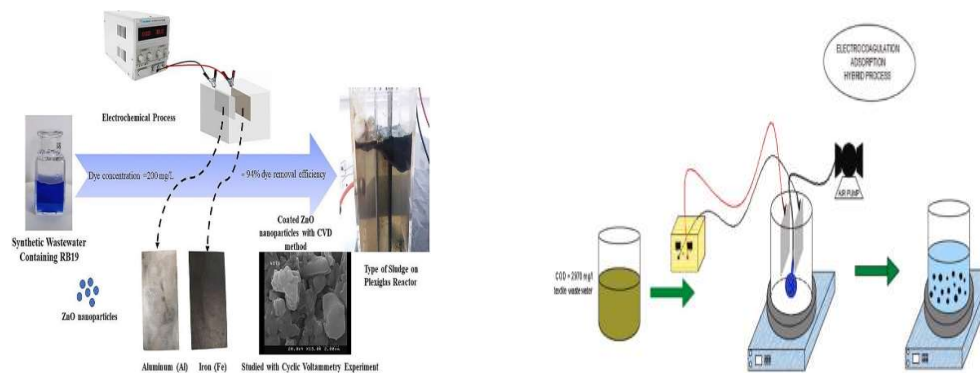 Electrochemical Process
Dye concentration =200 mg/L
94% dye removal efficiency
Synthetic Wastewater
Containing RB19
Coated ZnO
nanoparticles with CVD
method
Type of Sludge on
Plexiglas Reactor
ZnO nanoparticles
Aluminum (Al)
Iron (Fe)
Studied with Cyclic Voltammetry Experiment
ELECTROCOAGULATION
ADSORPTION
HYBRID PROCESS
AIR PUMP
COD = 2970 mg/l
textile wastewater